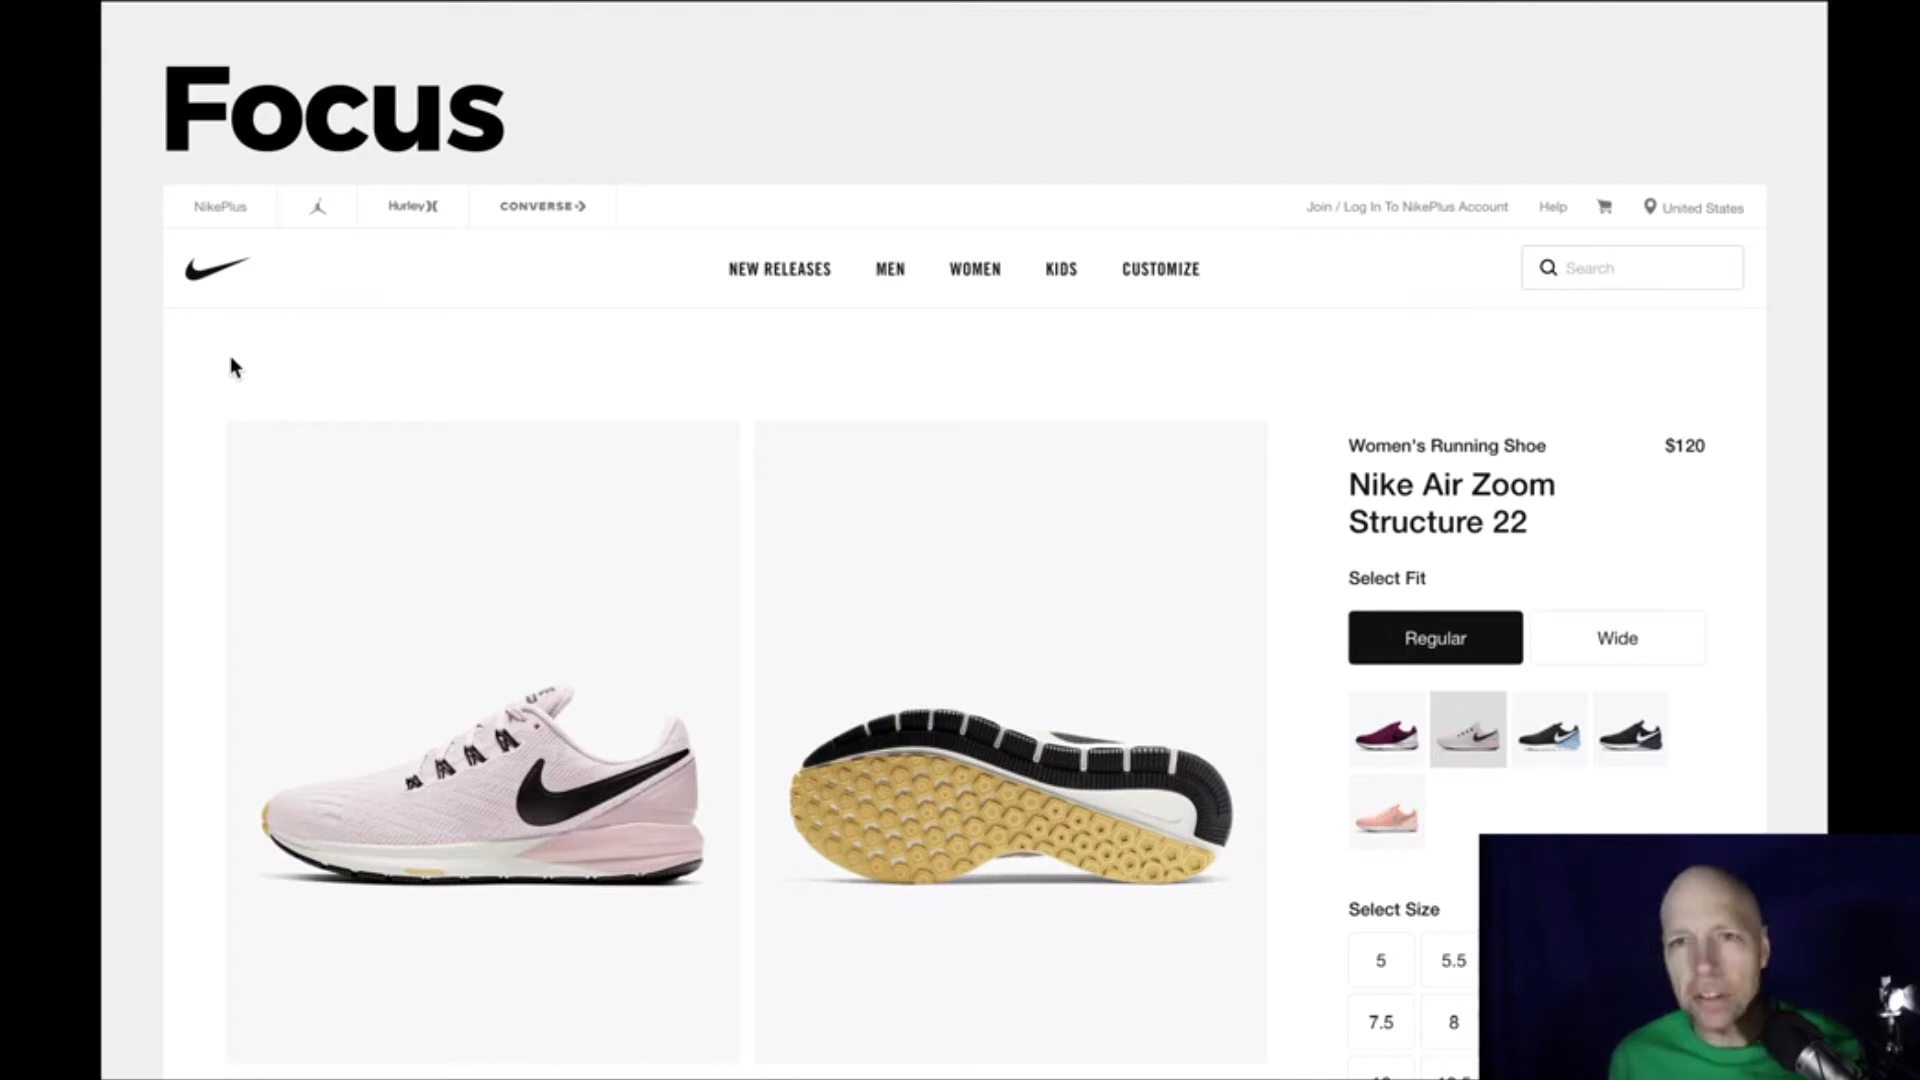 Focus
NikePlus Hurley CONVERSE Join / Log In To NikePlus Account Help United States
NEW RELEASES MEN WOMEN KIDS CUSTOMIZE Search
Women's Running Shoe $120
Nike Air Zoom
Structure 22
Select Fit
Regular Wide
Select Size
5 5.5
7.5 8